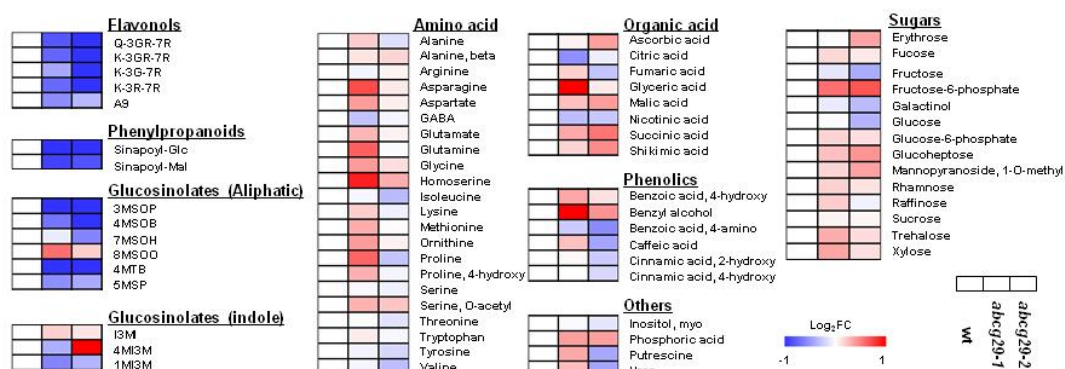 Flavonols
Q-3GR-7R
K-3GR-7R
K-3G-7R
K-3R-7R
A9
Phenylpropanoids
Sinapoyl-Glc
Sinapoyl-Mal
Glucosinolates (Aliphatic)
3MSOP
4MSOB
7MSOH
8MSOO
4MTB
5MSP
Glucosinolates (indole)
I3MI
4MI3M
1MI3M
Amino acid
Alanine
Alanine, beta
Arginine
Asparagine
Aspartate
GABA
Glutamate
Glutamine
Glycine
Homoserine
Isoleucine
Lysine
Methionine
Ornithine
Proline
Proline, 4-hydroxy
Serine
Serine, O-acetyl
Threonine
Tryptophan
Tyrosine
Valine
Organic acid
Ascorbic acid
Citric acid
Fumaric acid
Glyceric acid
Malic acid
Nicotinic acid
Succinic acid
Shikimic acid
Phenolics
Benzoic acid, 4-hydroxy
Benzyl alcohol
Benzoic acid, 4-amino
Caffeic acid
Cinnamic acid, 2-hydroxy
Cinnamic acid, 4-hydroxy
Others
Inositol, myo
Phosphoric acid
Putrescine
Sugars
Erythrose
Fucose
Fructose
Fructose-6-phosphate
Galactinol
Glucose
Glucose-6-phosphate
Glucoheptose
Mannopyranoside, 1-O-methyl
Rhamnose
Raffinose
Sucrose
Trehalose
Xylose
Log₂FC
-1
1
wt
abcg29-1
abcg29-2